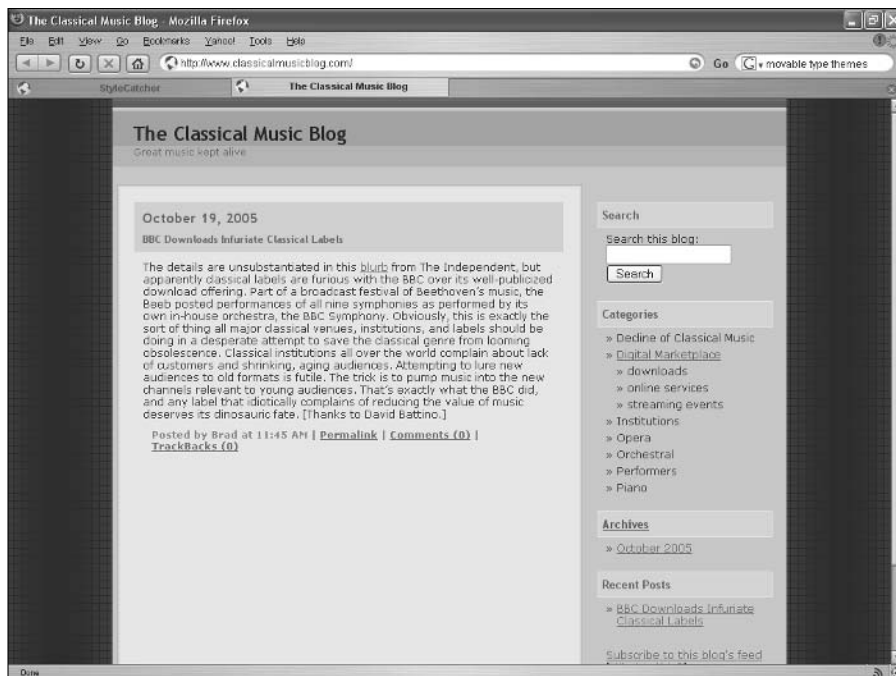 The Classical Music Blog - Mozilla Firefox
File Edit View Go Bookmarks Yahoo! Tools Help
http://www.classicalmusicblog.com/
Go
G movable type themes
StyleCatcher
The Classical Music Blog
The Classical Music Blog
Great music kept alive
October 19, 2005
BBC Downloads Infuriate Classical Labels
The details are unsubstantiated in this blurb from The Independent, but
apparently classical labels are furious with the BBC over its well-publicized
download offering. Part of a broadcast festival of Beethoven's music, the
Beeb posted performances of all nine symphonies as performed by its
own in-house orchestra, the BBC Symphony. Obviously, this is exactly the
sort of thing all major classical venues, institutions, and labels should be
doing in a desperate attempt to save the classical genre from looming
obsolescence. Classical institutions all over the world complain about lack
of customers and shrinking, aging audiences. Attempting to lure new
audiences to old formats is futile. The trick is to pump music into the new
channels relevant to young audiences. That's exactly what the BBC did,
and any label that idiotically complains of reducing the value of music
deserves its dinosauric fate. [Thanks to David Battino.]
Posted by Brad at 11:45 AM | Permalink | Comments (0) |
TrackBacks (0)
Search
Search this blog:
Search
Categories
» Decline of Classical Music
» Digital Marketplace
» downloads
» online services
» streaming events
» Institutions
» Opera
» Orchestral
» Performers
» Piano
Archives
» October 2005
Recent Posts
» BBC Downloads Infuriate
Classical Labels
Subscribe to this blog's feed
Done